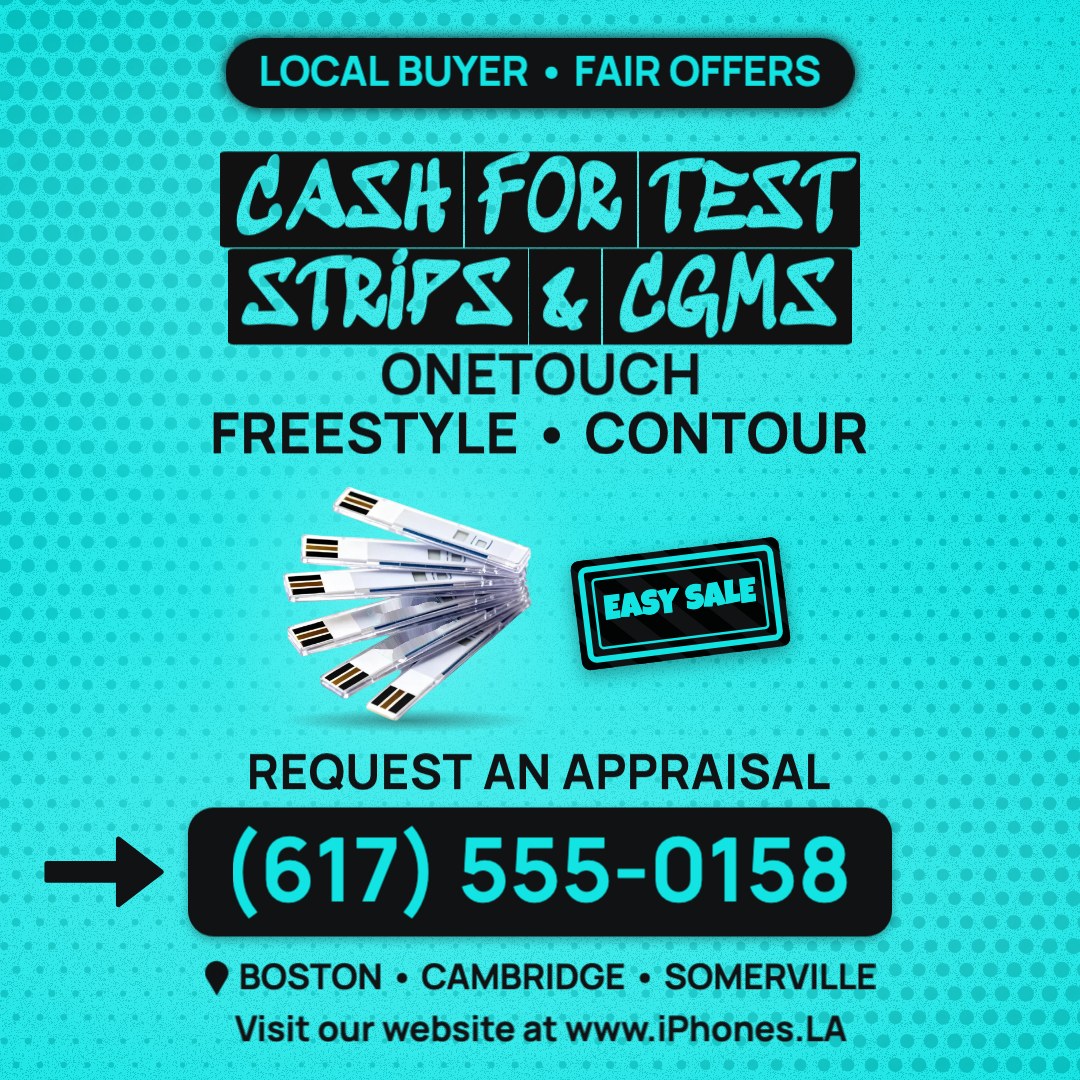 LOCAL BUYER • FAIR OFFERS
CASH FOR TEST
STRIPS & CGMS
ONETOUCH
FREESTYLE • CONTOUR
EASY SALE
REQUEST AN APPRAISAL
(617) 555-0158
BOSTON • CAMBRIDGE • SOMERVILLE
Visit our website at www.iPhones.LA